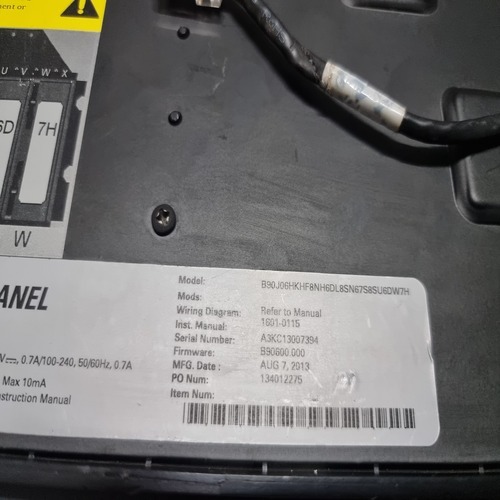 ment or
U V W X
6D
7H
W
ANEL
Model: B90J06HKHF8NH6DL8SN67S8SU6DW7H
Mods:
Wiring Diagram: Refer to Manual
Inst. Manual: 1601-0115
Serial Number: A3KC13007394
Firmware: B90600.000
MFG. Date: AUG 7, 2013
PO Num: 134012275
Item Num:
0.7A/100-240, 50/60Hz, 0.7A
Max 10mA
nstruction Manual